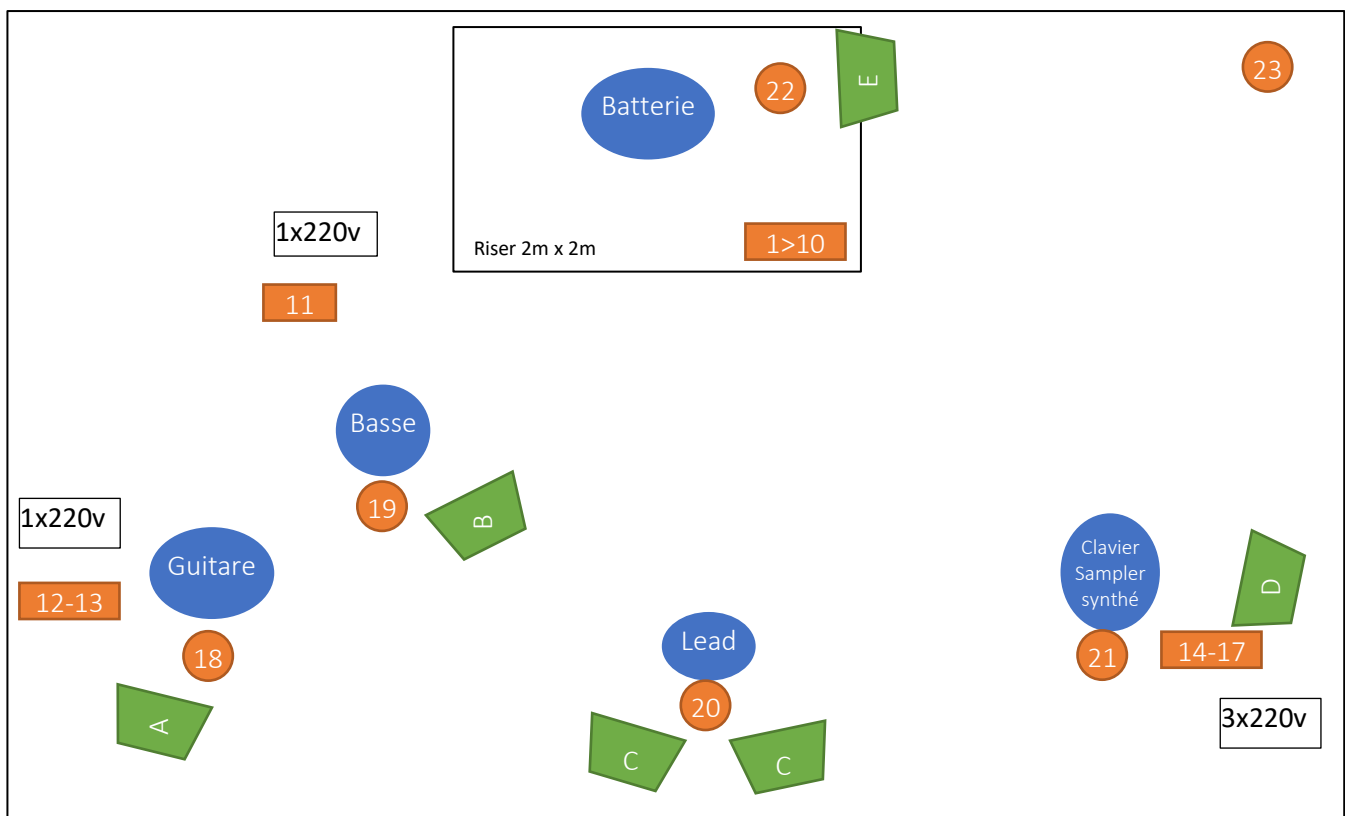 E
23
22
Batterie
1x220v
Riser 2m x 2m
1>10
11
Basse
19
B
1x220v
Guitare
12-13
18
A
Clavier
Sampler
synthé
D
Lead
21
14-17
20
3x220v
C
C